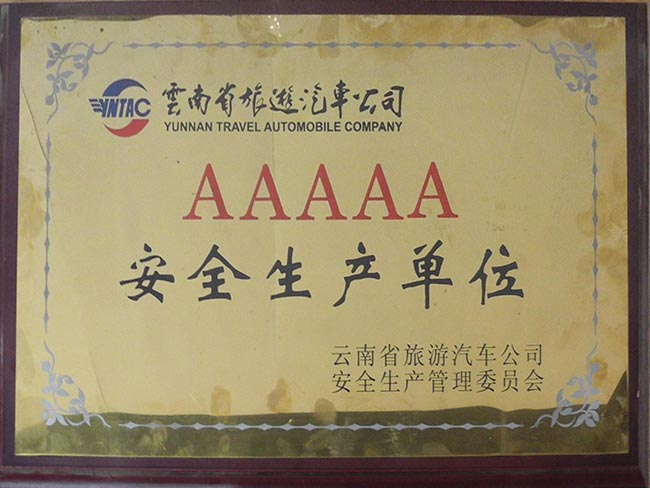 YNTAC
雲南省旅遊汽車公司
YUNNAN TRAVEL AUTOMOBILE COMPANY
AAAAA
安全生产单位
云南省旅游汽车公司
安全生产管理委员会